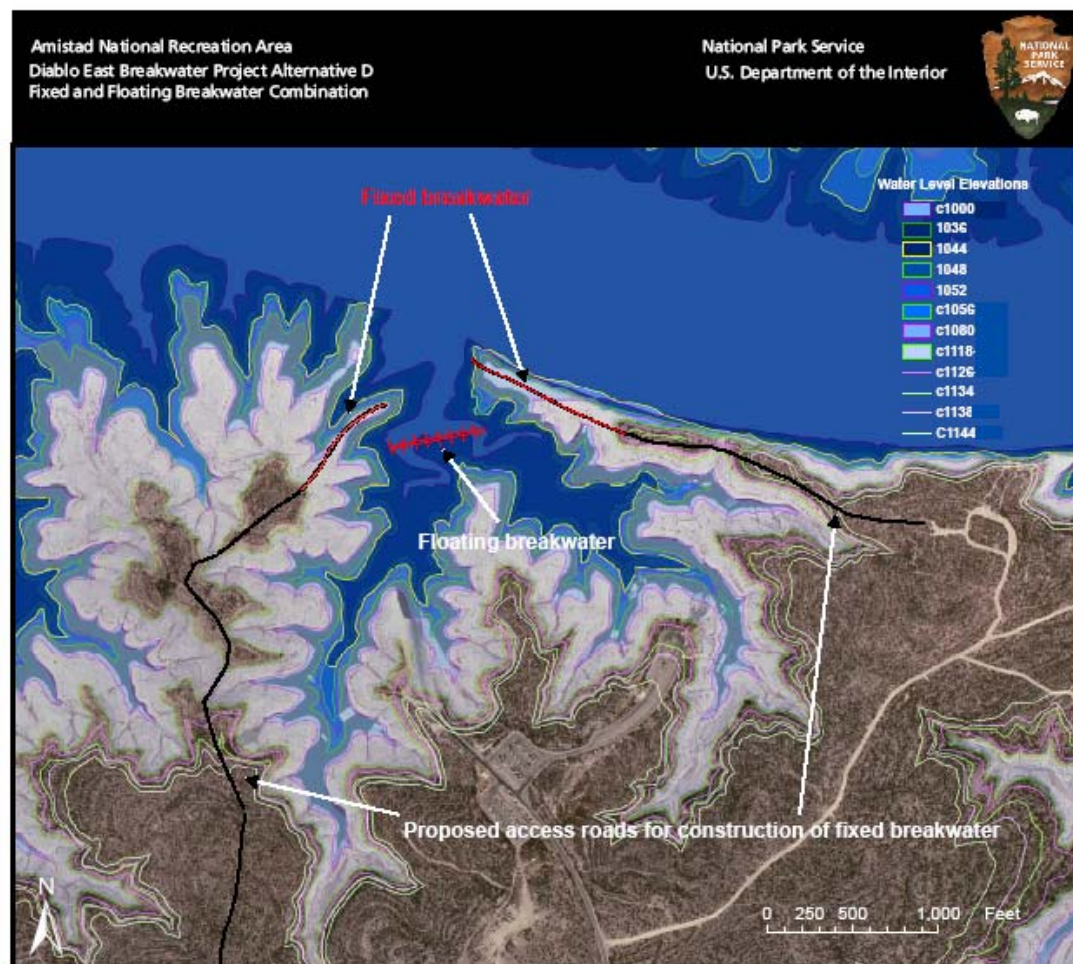 Amistad National Recreation Area
Diablo East Breakwater Project Alternative D
Fixed and Floating Breakwater Combination
National Park Service
U.S. Department of the Interior
NATIONAL
PARK
SERVICE
Fixed breakwater
Water Level Elevations
c1000
1036
1044
1048
1052
c1056
c1080
c1118
c1126
c1134
c1138
C1144
Floating breakwater
Proposed access roads for construction of fixed breakwater
N
0 250 500 1,000 Feet